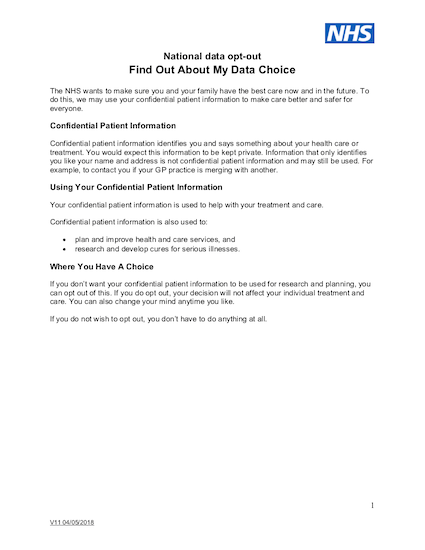 NHS
National data opt-out
Find Out About My Data Choice
The NHS wants to make sure you and your family have the best care now and in the future. To
do this, we may use your confidential patient information to make care better and safer for
everyone.
Confidential Patient Information
Confidential patient information identifies you and says something about your health care or
treatment. You would expect this information to be kept private. Information that only identifies
you like your name and address is not confidential patient information and may still be used. For
example, to contact you if your GP practice is merging with another.
Using Your Confidential Patient Information
Your confidential patient information is used to help with your treatment and care.
Confidential patient information is also used to:
• plan and improve health and care services, and
• research and develop cures for serious illnesses.
Where You Have A Choice
If you don't want your confidential patient information to be used for research and planning, you
can opt out of this. If you do opt out, your decision will not affect your individual treatment and
care. You can also change your mind anytime you like.
If you do not wish to opt out, you don't have to do anything at all.
1
V11 04/05/2018